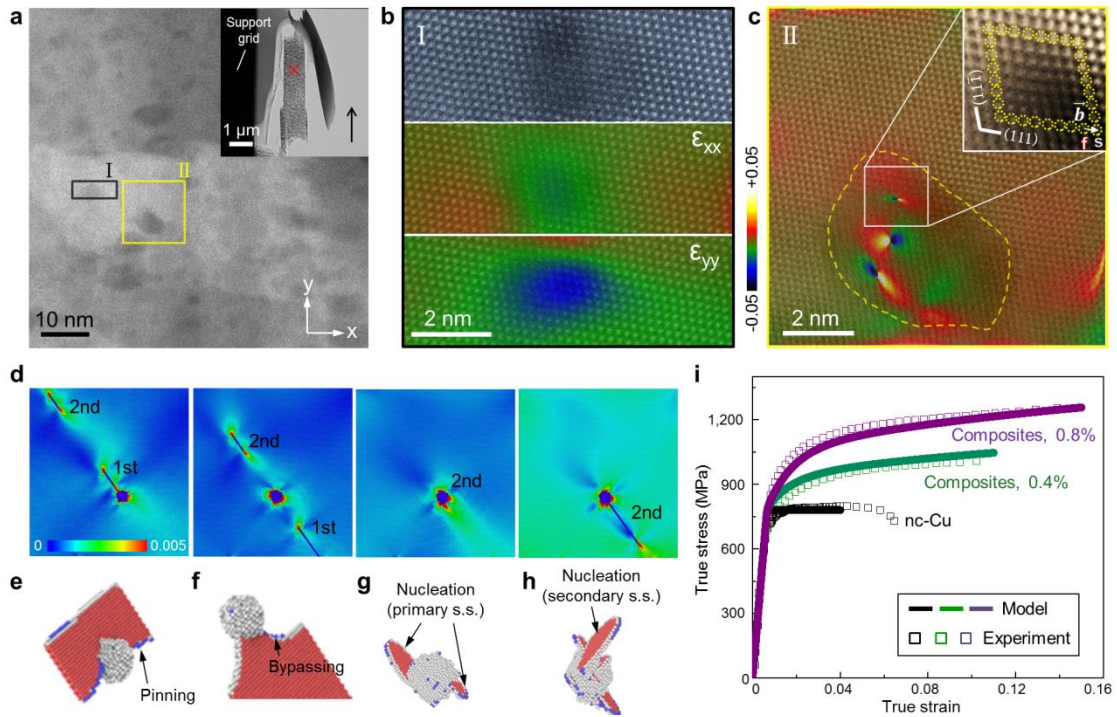 a
Support
grid
1 μm
I
II
y
x
10 nm
b
I
εxx
εyy
2 nm
+0.05
-0.05
c
II
(1̄11)
(111)
b̄
f
s
2 nm
d
2nd
1st
0
0.005
2nd
1st
2nd
2nd
e
Pinning
f
Bypassing
g
Nucleation
(primary s.s.)
h
Nucleation
(secondary s.s.)
i
True stress (MPa)
1,200
900
600
300
0
0
0.04
0.08
0.12
0.16
True strain
Composites, 0.8%
Composites, 0.4%
nc-Cu
Model
Experiment